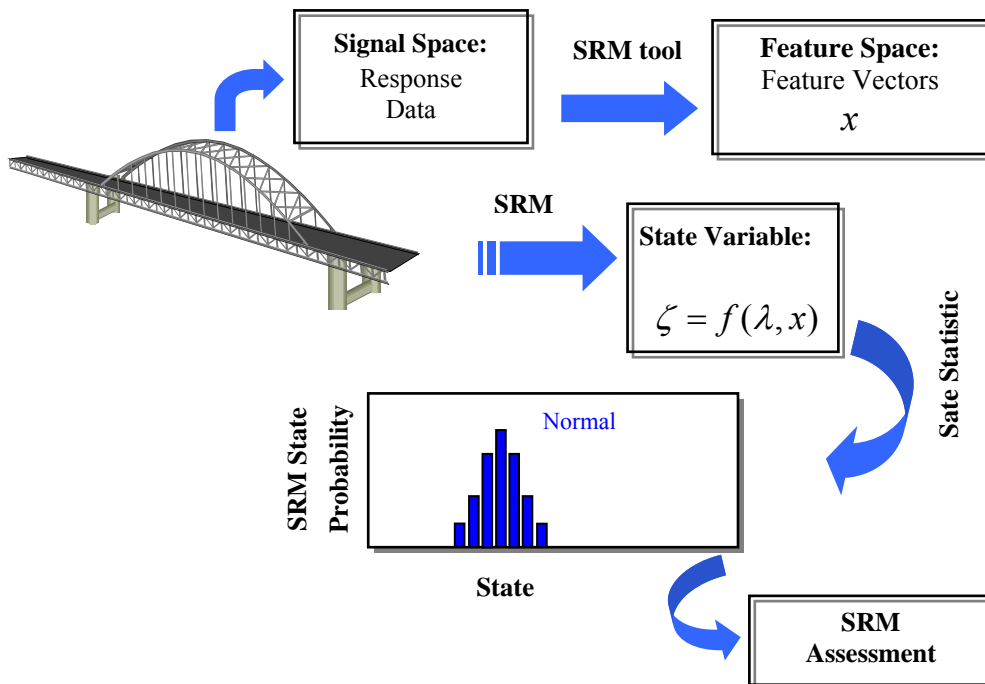 Signal Space:
Response
Data
SRM tool
Feature Space:
Feature Vectors
x
SRM
State Variable:
ζ = f(λ, x)
Sate Statistic
SRM State
Probability
Normal
State
SRM
Assessment